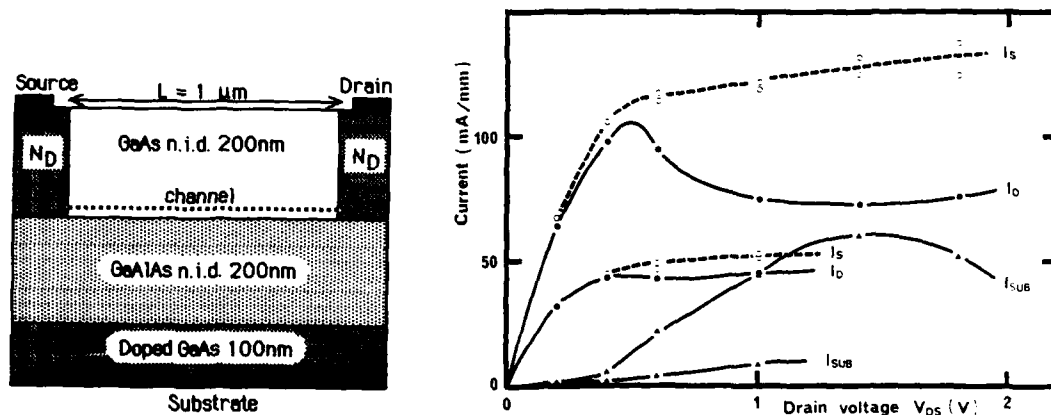 Source
Drain
L = 1 µm
GaAs n.i.d. 200nm
N_D
N_D
channel
GaAlAs n.i.d. 200nm
Doped GaAs 100nm
Substrate
Current (mA/mm)
100
50
0
0
1
2
Drain voltage V_DS (V)
I_S
I_D
I_S
I_D
I_SUB
I_SUB